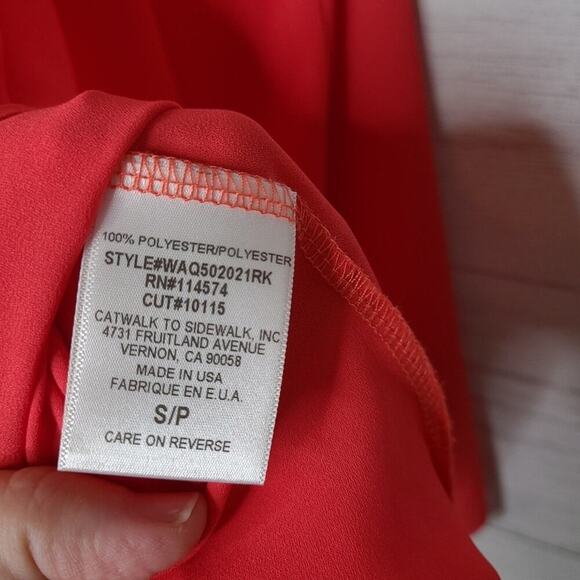 100% POLYESTER/POLYESTER
STYLE#WAQ502021RK
RN#114574
CUT#10115
CATWALK TO SIDEWALK, INC
4731 FRUITLAND AVENUE
VERNON, CA 90058
MADE IN USA
FABRIQUE EN E.U.A.
S/P
CARE ON REVERSE